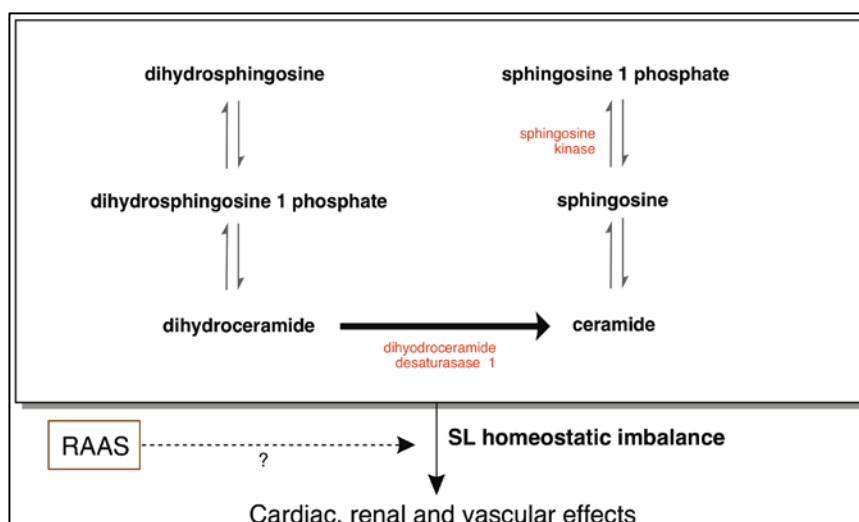 dihydrosphingosine
sphingosine 1 phosphate
sphingosine
kinase
dihydrosphingosine 1 phosphate
sphingosine
dihydroceramide
ceramide
dihyodroceramide
desaturasase 1
RAAS
?
SL homeostatic imbalance
Cardiac, renal and vascular effects